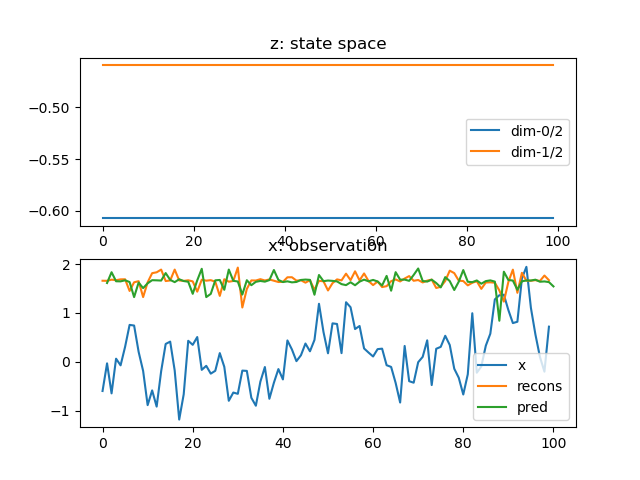 z: state space
−0.50
−0.55
−0.60
dim-0/2
dim-1/2
0 20 40 60 80 100
x: observation
2
1
0
−1
x
recons
pred
0 20 40 60 80 100